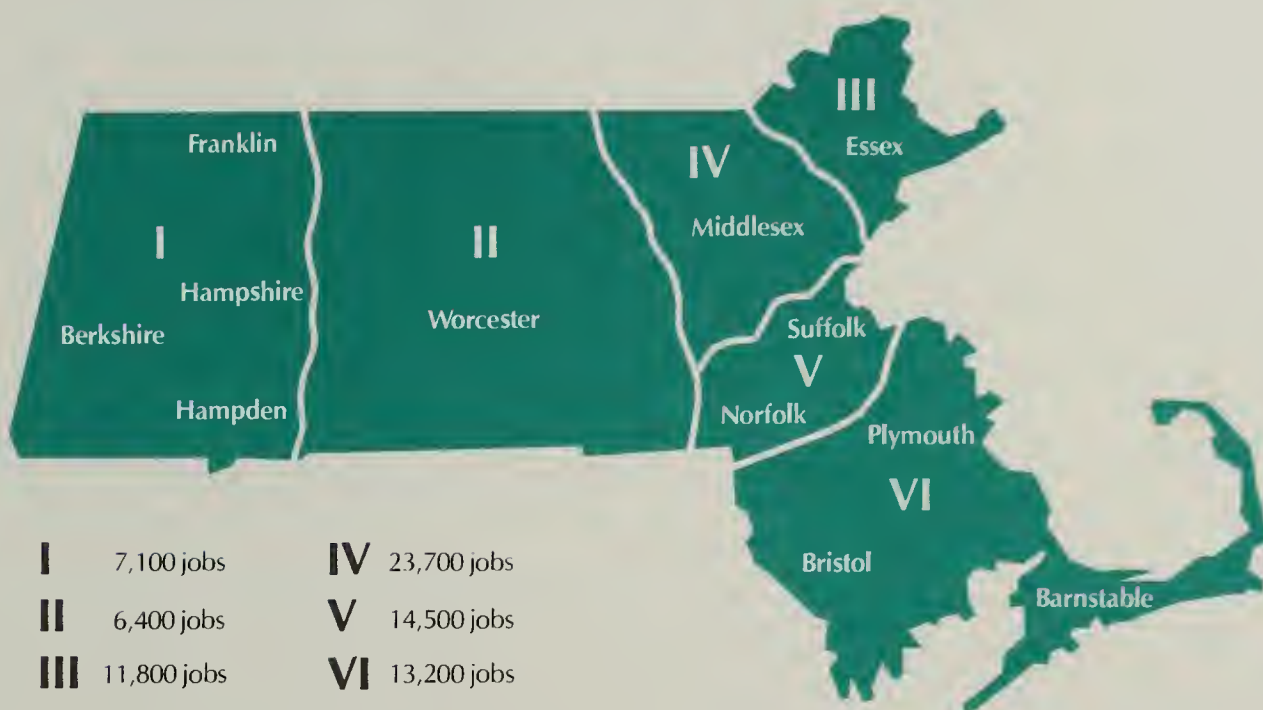 III
Essex
Franklin
IV
Middlesex
I
II
Hampshire
Worcester
Berkshire
Suffolk
V
Hampden
Norfolk
Plymouth
VI
Bristol
Barnstable
I 7,100 jobs
II 6,400 jobs
III 11,800 jobs
IV 23,700 jobs
V 14,500 jobs
VI 13,200 jobs